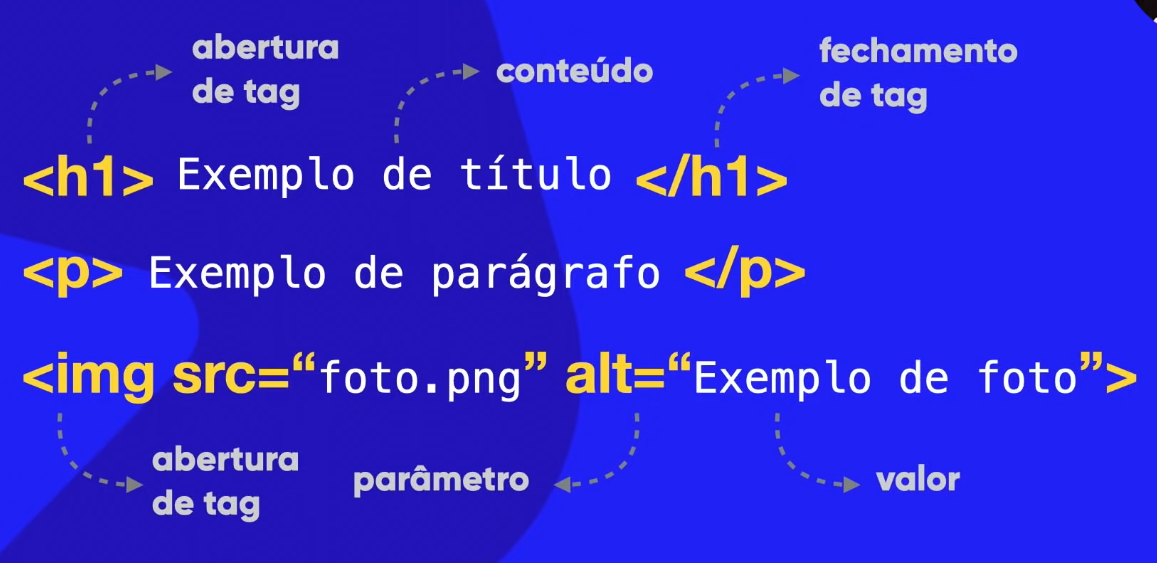 abertura
de tag
conteúdo
fechamento
de tag
<h1> Exemplo de título </h1>
<p> Exemplo de parágrafo </p>
<img src=“foto.png” alt=“Exemplo de foto”>
abertura
de tag
parâmetro
valor